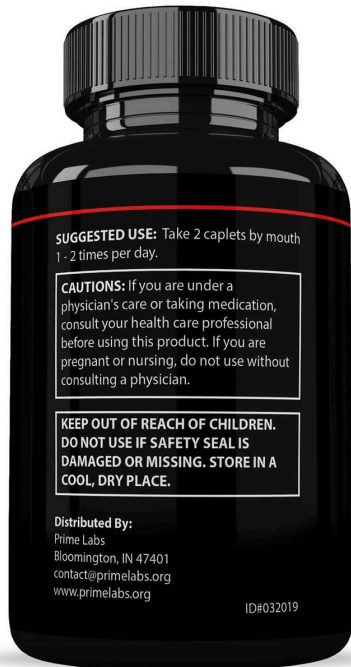 SUGGESTED USE: Take 2 caplets by mouth
1 - 2 times per day.
CAUTIONS: If you are under a
physician's care or taking medication,
consult your health care professional
before using this product. If you are
pregnant or nursing, do not use without
consulting a physician.
KEEP OUT OF REACH OF CHILDREN.
DO NOT USE IF SAFETY SEAL IS
DAMAGED OR MISSING. STORE IN A
COOL, DRY PLACE.
Distributed By:
Prime Labs
Bloomington, IN 47401
contact@primelabs.org
www.primelabs.org
ID#032019